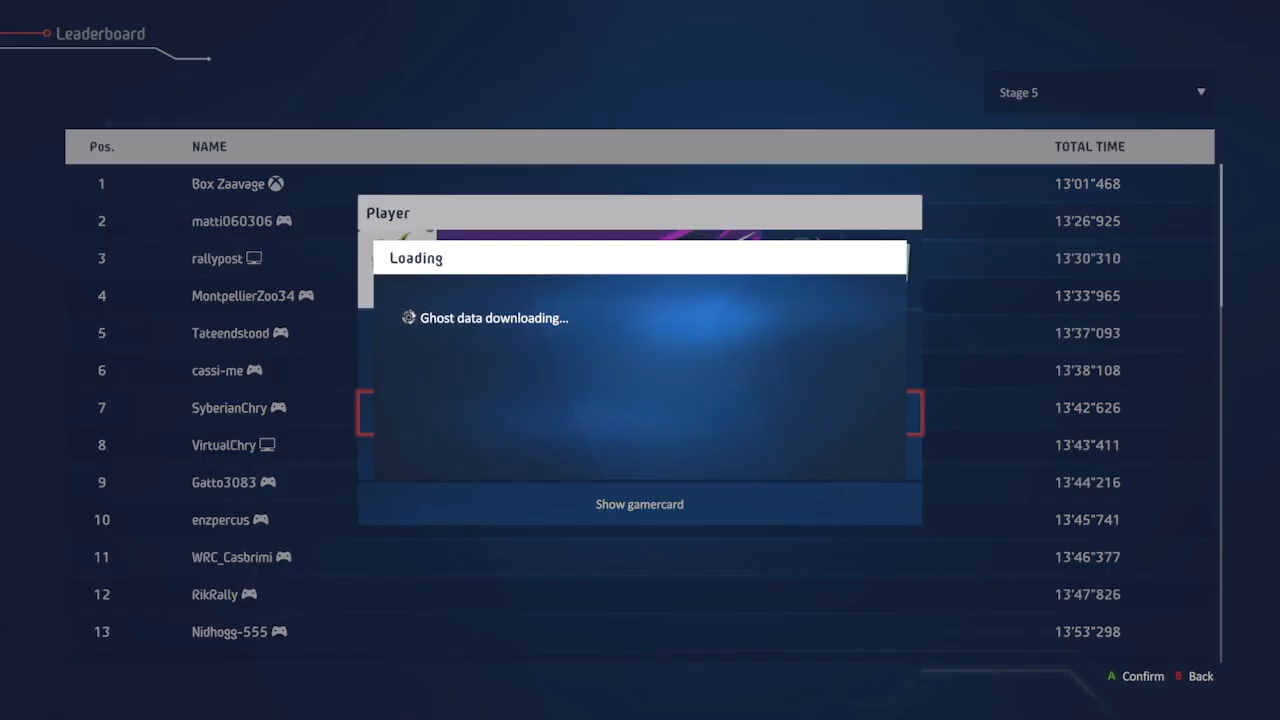 Leaderboard
Stage 5
Pos. NAME TOTAL TIME
1 Box Zaavage 13'01"468
2 matti060306 13'26"925
Player
3 rallypost 13'30"310
Loading
4 MontpellierZoo34 13'33"965
Ghost data downloading...
5 Tateendstood 13'37"093
6 cassi-me 13'38"108
7 SyberianChry 13'42"626
8 VirtualChry 13'43"411
9 Gatto3083 13'44"216
Show gamercard
10 enzpercus 13'45"741
11 WRC_Casbrimi 13'46"377
12 RikRally 13'47"826
13 Nidhogg-555 13'53"298
A Confirm B Back